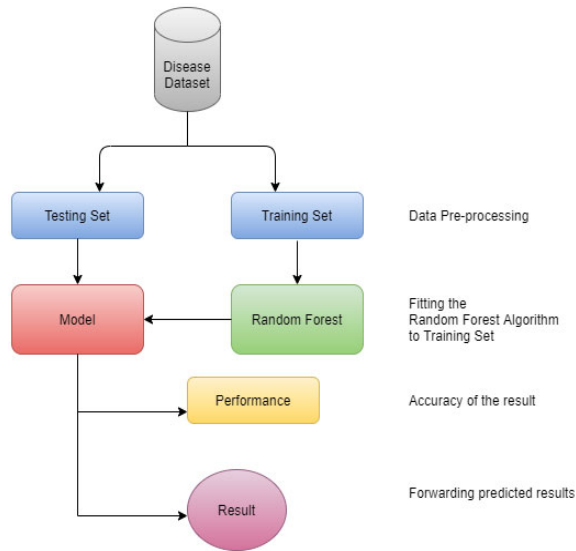 Disease
Dataset
Testing Set
Training Set
Data Pre-processing
Model
Random Forest
Fitting the
Random Forest Algorithm
to Training Set
Performance
Accuracy of the result
Result
Forwarding predicted results